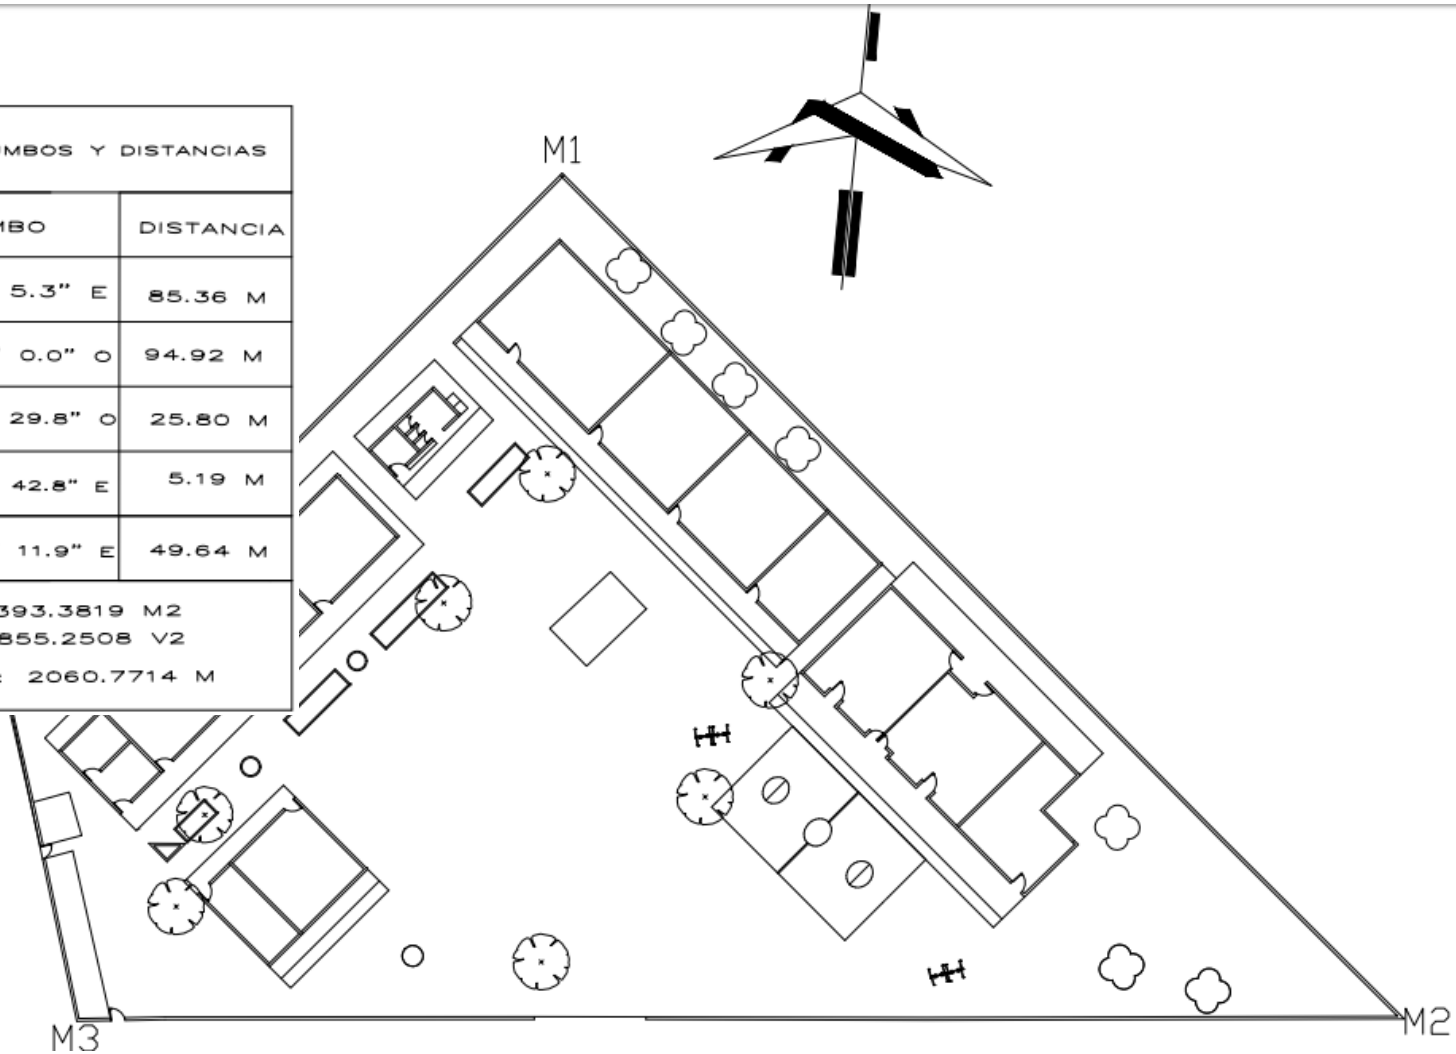 MBOS Y DISTANCIAS
MBO DISTANCIA
5.3" E 85.36 M
0.0" O 94.92 M
29.8" O 25.80 M
42.8" E 5.19 M
11.9" E 49.64 M
393.3819 M2
855.2508 V2
: 2060.7714 M
M1
M2
M3